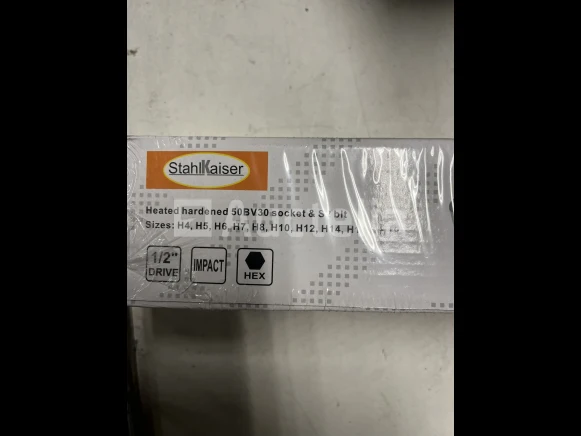 StahlKaiser
Heated hardened 50BV30 socket & bit
Sizes: H4, H5, H6, H7, H8, H10, H12, H14,
1/2"
DRIVE
IMPACT
HEX